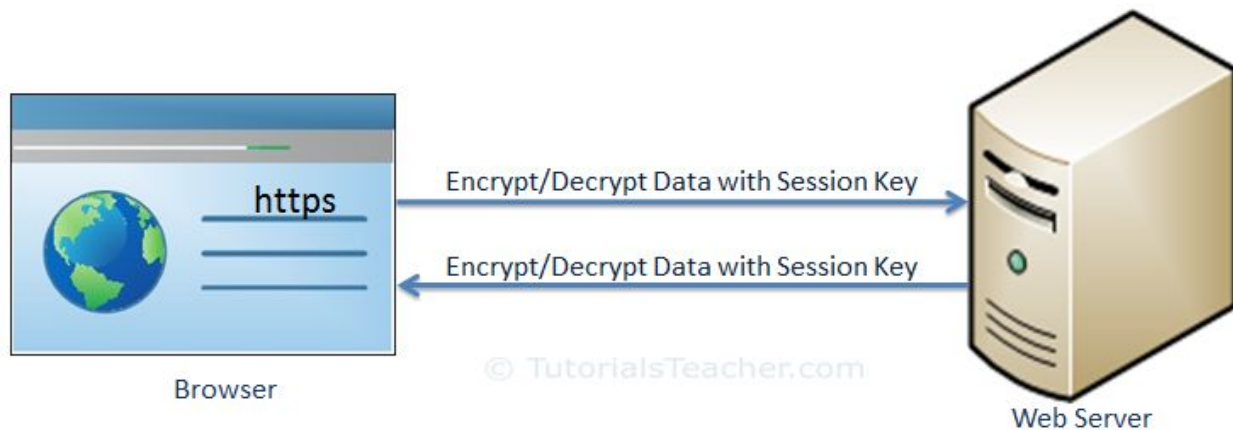 https
Encrypt/Decrypt Data with Session Key
Encrypt/Decrypt Data with Session Key
© TutorialsTeacher.com
Browser
Web Server